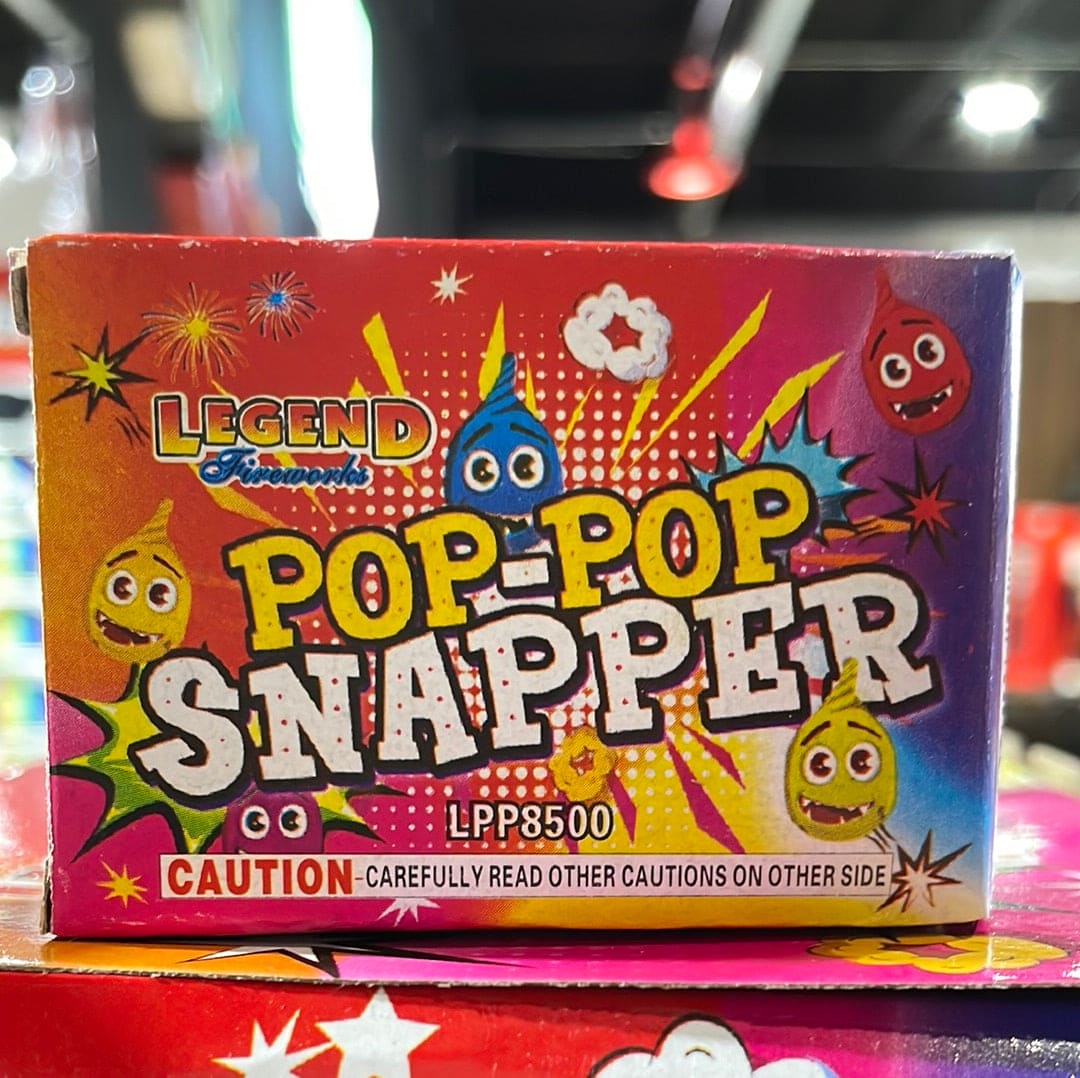 LEGEND
Fireworks
POP-POP
SNAPPER
LPP8500
CAUTION-CAREFULLY READ OTHER CAUTIONS ON OTHER SIDE